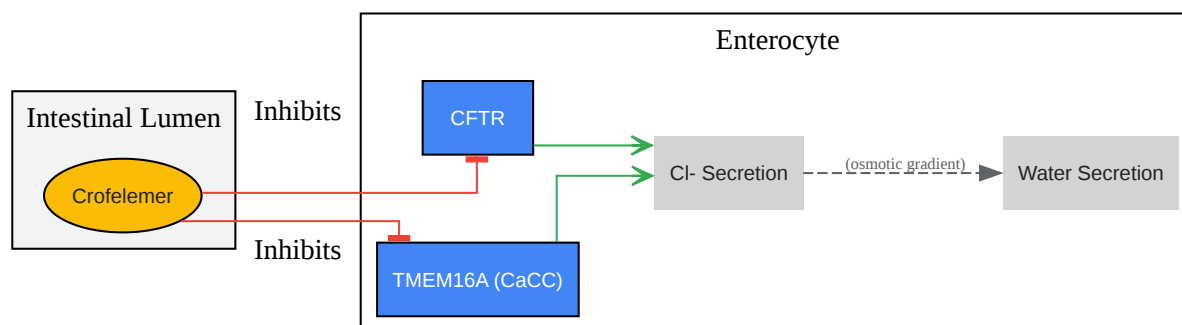 Enterocyte
Intestinal Lumen
Inhibits
CFTR
Crofelemer
Cl- Secretion
(osmotic gradient)
Water Secretion
Inhibits
TMEM16A (CaCC)